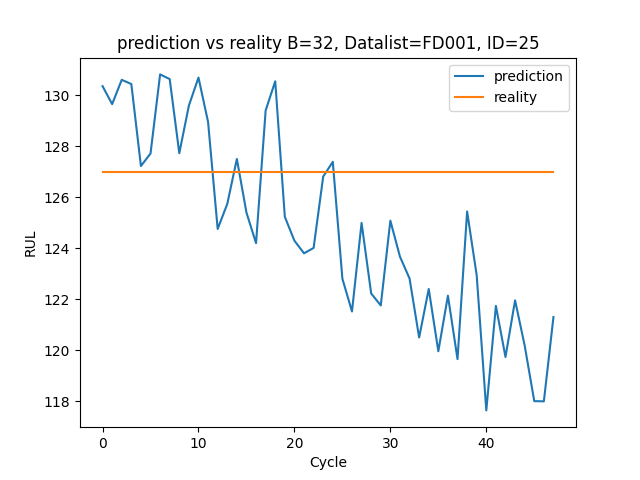 prediction vs reality B=32, Datalist=FD001, ID=25
prediction
reality
130
128
126
124
122
120
118
RUL
0 10 20 30 40
Cycle